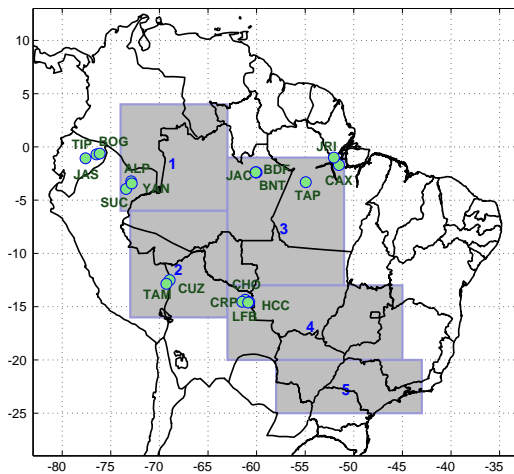 10
5
0
-5
-10
-15
-20
-25
TIP BOG
JAS
ALP
YAN
SUC
1
JRI
CAX
JAC BDF
BNT
TAP
3
2
TAM CUZ
CHO
CRP HCC
LFB
4
5
-80 -75 -70 -65 -60 -55 -50 -45 -40 -35